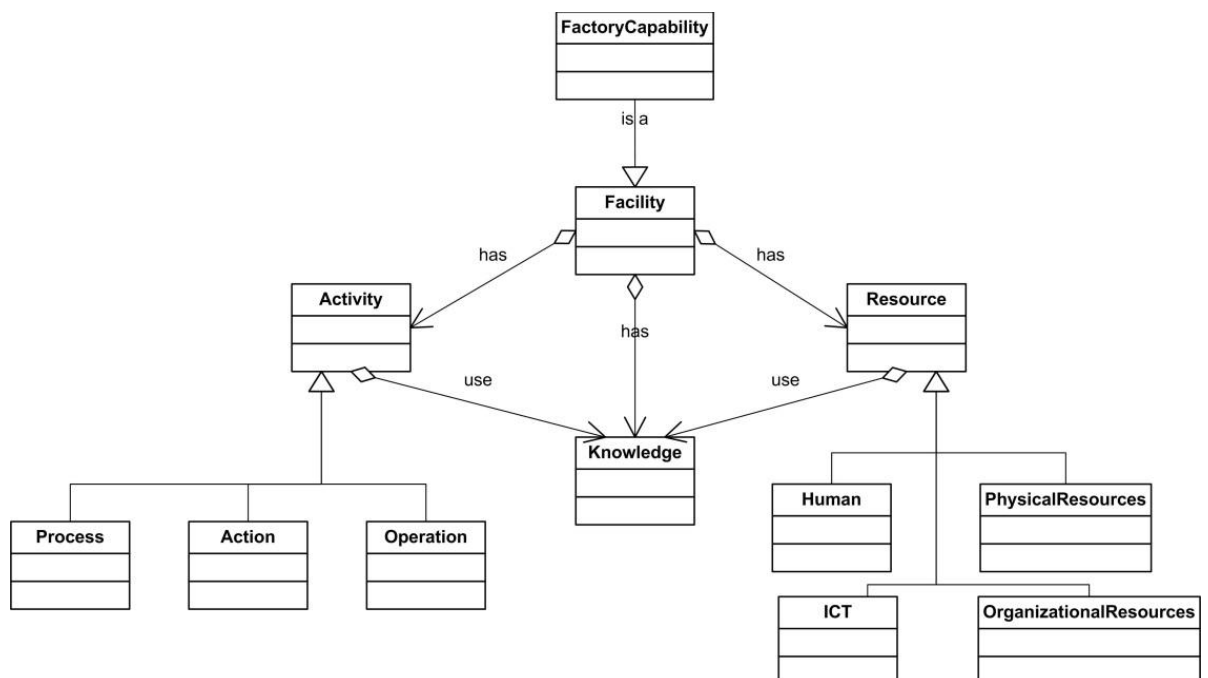 FactoryCapability
is a
Facility
has
has
has
Activity
Resource
use
use
Knowledge
Human
PhysicalResources
Process
Action
Operation
ICT
OrganizationalResources